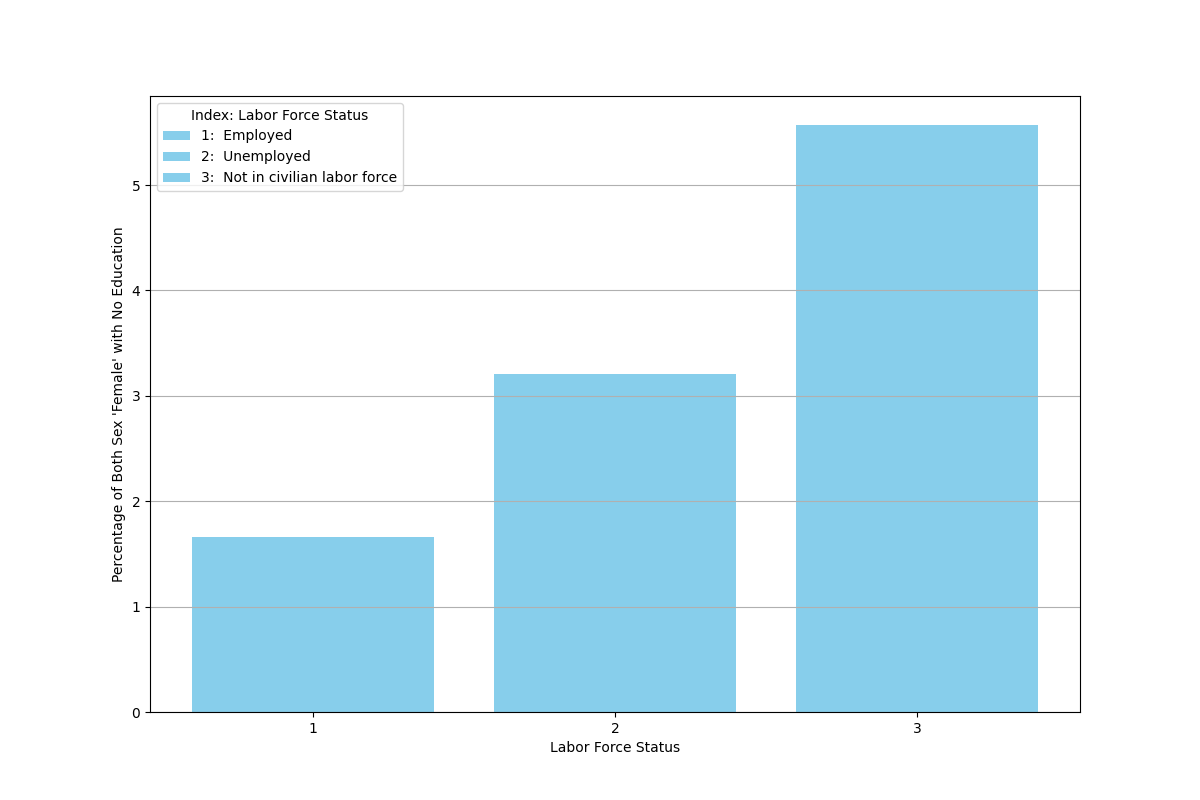 Index: Labor Force Status
1: Employed
2: Unemployed
3: Not in civilian labor force
Percentage of Both Sex 'Female' with No Education
5
4
3
2
1
0
1 2 3
Labor Force Status